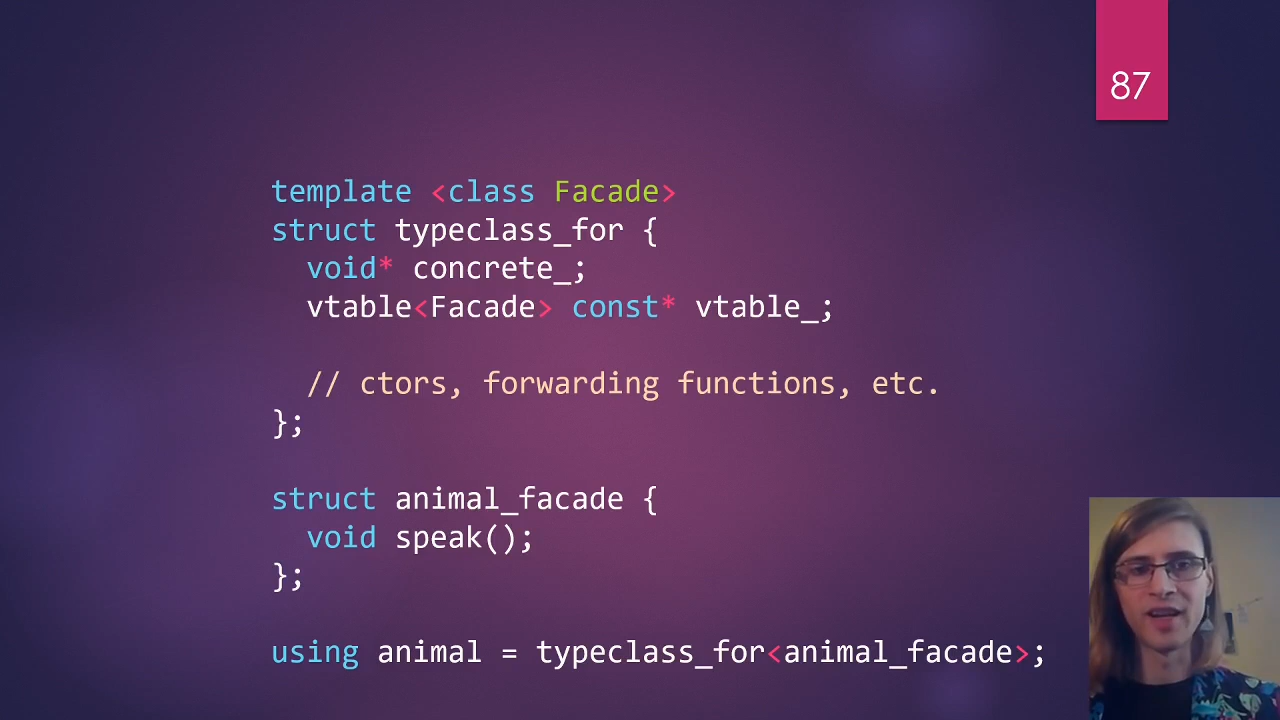 87
template <class Facade>
struct typeclass_for {
  void* concrete_;
  vtable<Facade> const* vtable_;
  // ctors, forwarding functions, etc.
};
struct animal_facade {
  void speak();
};
using animal = typeclass_for<animal_facade>;